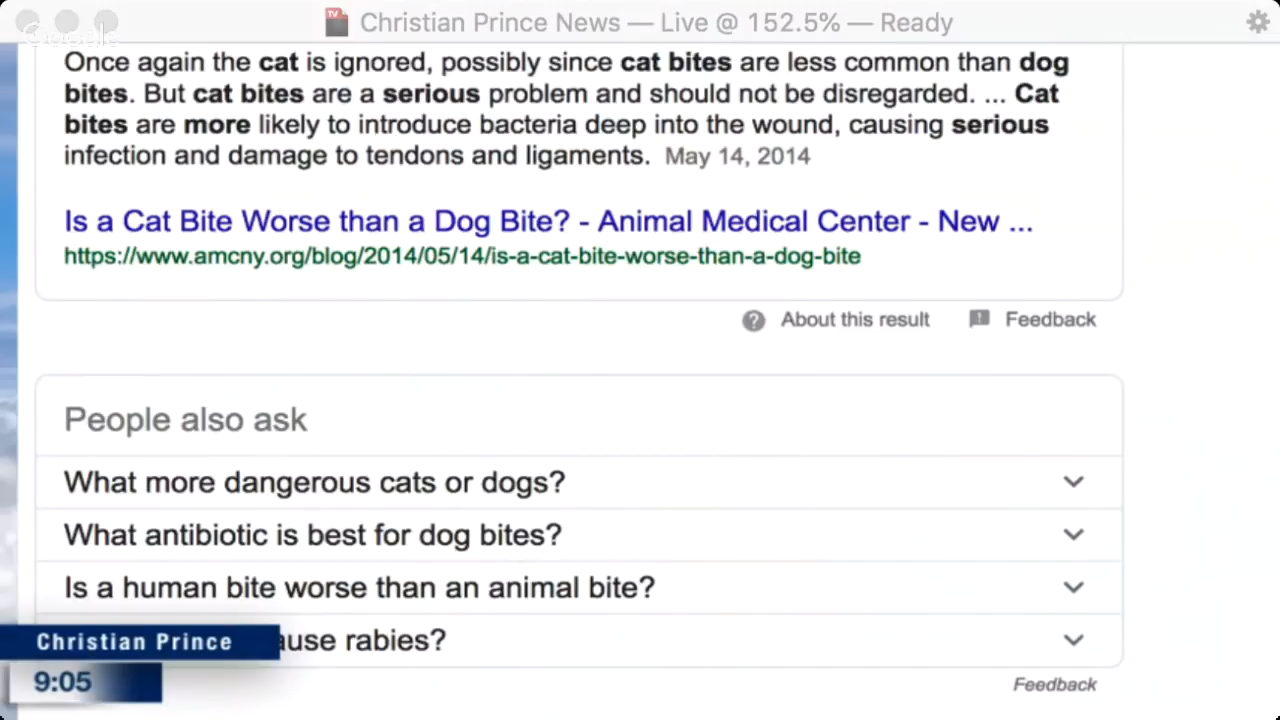 Christian Prince News — Live @ 152.5% — Ready
Google
Once again the cat is ignored, possibly since cat bites are less common than dog
bites. But cat bites are a serious problem and should not be disregarded. ... Cat
bites are more likely to introduce bacteria deep into the wound, causing serious
infection and damage to tendons and ligaments. May 14, 2014
Is a Cat Bite Worse than a Dog Bite? - Animal Medical Center - New ...
https://www.amcny.org/blog/2014/05/14/is-a-cat-bite-worse-than-a-dog-bite
About this result Feedback
People also ask
What more dangerous cats or dogs?
What antibiotic is best for dog bites?
Is a human bite worse than an animal bite?
Christian Prince
ause rabies?
9:05
Feedback